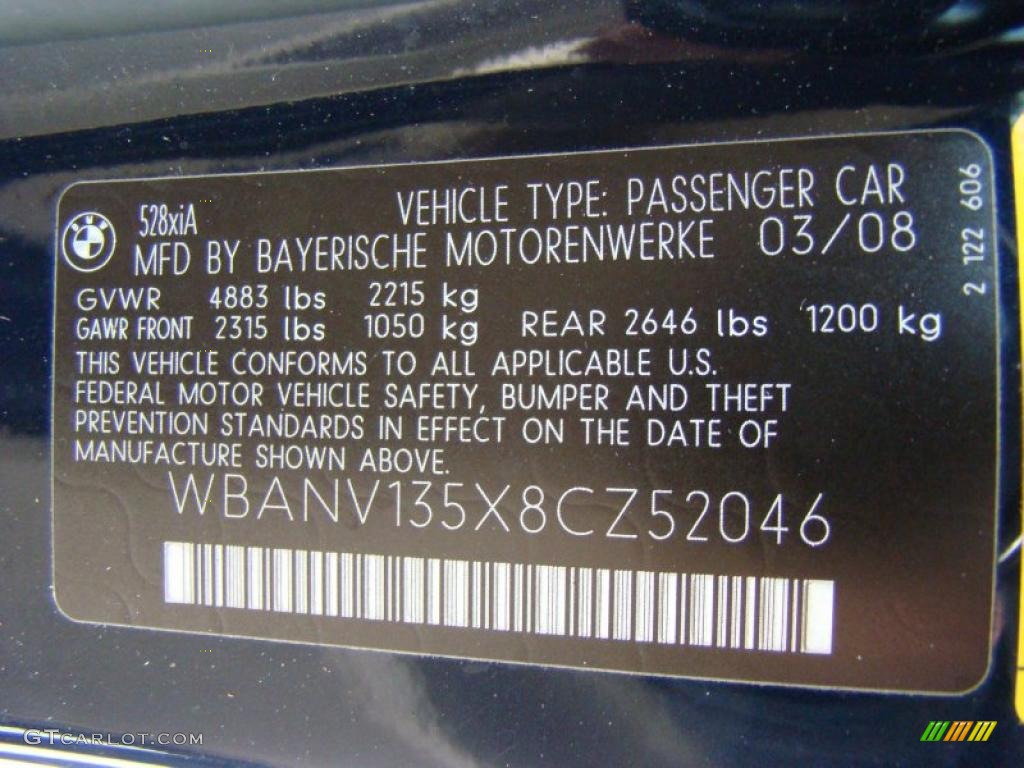 528xiA
VEHICLE TYPE: PASSENGER CAR
MFD BY BAYERISCHE MOTORENWERKE 03/08
GVWR 4883 lbs 2215 kg
GAWR FRONT 2315 lbs 1050 kg REAR 2646 lbs 1200 kg
THIS VEHICLE CONFORMS TO ALL APPLICABLE U.S.
FEDERAL MOTOR VEHICLE SAFETY, BUMPER AND THEFT
PREVENTION STANDARDS IN EFFECT ON THE DATE OF
MANUFACTURE SHOWN ABOVE.
WBANV135X8CZ52046
2 122 606
GTCARLOT.COM